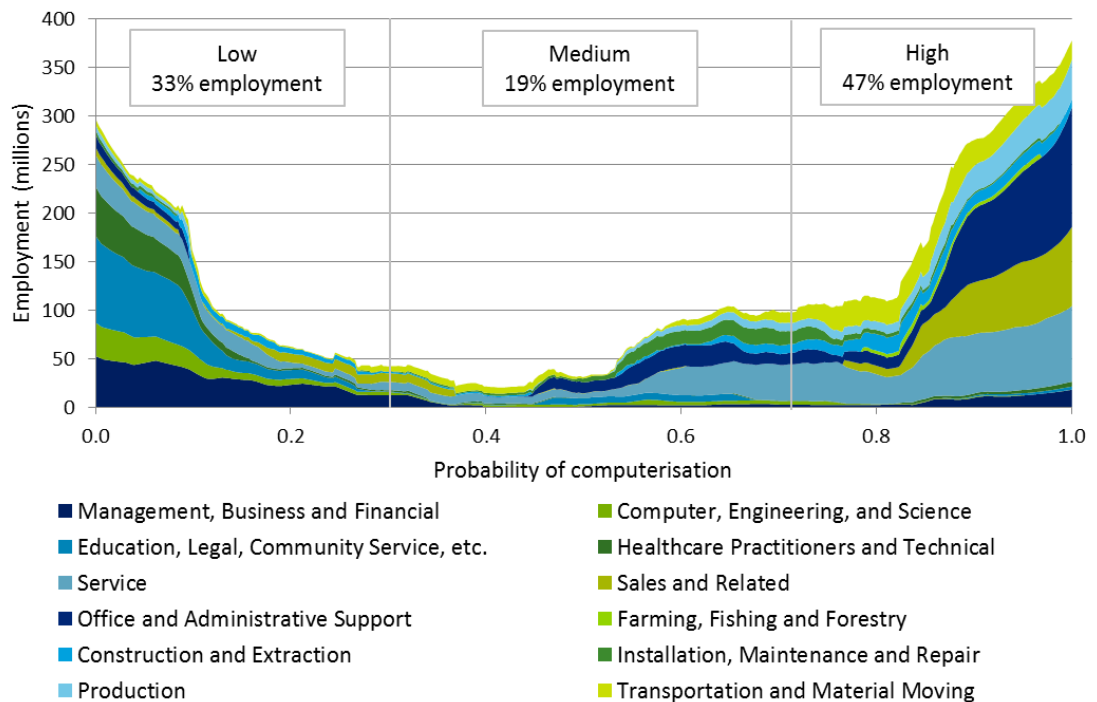 400
350
300
250
200
150
100
50
0
Employment (millions)
Low
33% employment
Medium
19% employment
High
47% employment
0.0 0.2 0.4 0.6 0.8 1.0
Probability of computerisation
Management, Business and Financial
Computer, Engineering, and Science
Education, Legal, Community Service, etc.
Healthcare Practitioners and Technical
Service
Sales and Related
Office and Administrative Support
Farming, Fishing and Forestry
Construction and Extraction
Installation, Maintenance and Repair
Production
Transportation and Material Moving